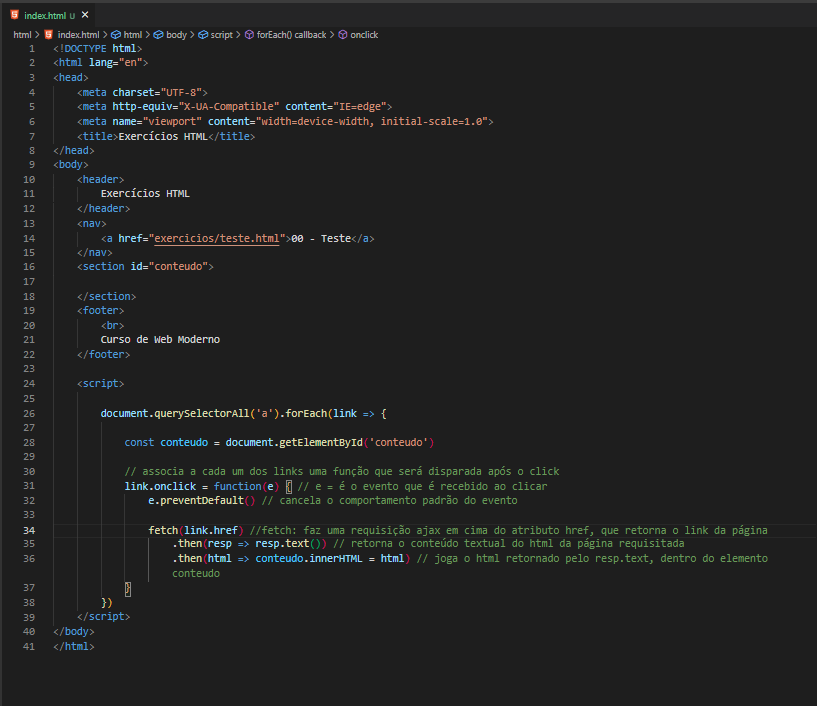 index.html U ×
html > index.html > html > body > script > forEach() callback > onclick
1 <!DOCTYPE html>
2 <html lang="en">
3 <head>
4 <meta charset="UTF-8">
5 <meta http-equiv="X-UA-Compatible" content="IE=edge">
6 <meta name="viewport" content="width=device-width, initial-scale=1.0">
7 <title>Exercícios HTML</title>
8 </head>
9 <body>
10 <header>
11 Exercícios HTML
12 </header>
13 <nav>
14 <a href="exercicios/teste.html">00 - Teste</a>
15 </nav>
16 <section id="conteudo">
17
18 </section>
19 <footer>
20 <br>
21 Curso de Web Moderno
22 </footer>
23
24 <script>
25
26 document.querySelectorAll('a').forEach(link => {
27
28 const conteudo = document.getElementById('conteudo')
29
30 // associa a cada um dos links uma função que será disparada após o click
31 link.onclick = function(e) { // e = é o evento que é recebido ao clicar
32 e.preventDefault() // cancela o comportamento padrão do evento
33
34 fetch(link.href) //fetch: faz uma requisição ajax em cima do atributo href, que retorna o link da página
35 .then(resp => resp.text()) // retorna o conteúdo textual do html da página requisitada
36 .then(html => conteudo.innerHTML = html) // joga o html retornado pelo resp.text, dentro do elemento
conteudo
37 }
38 })
39 </script>
40 </body>
41 </html>